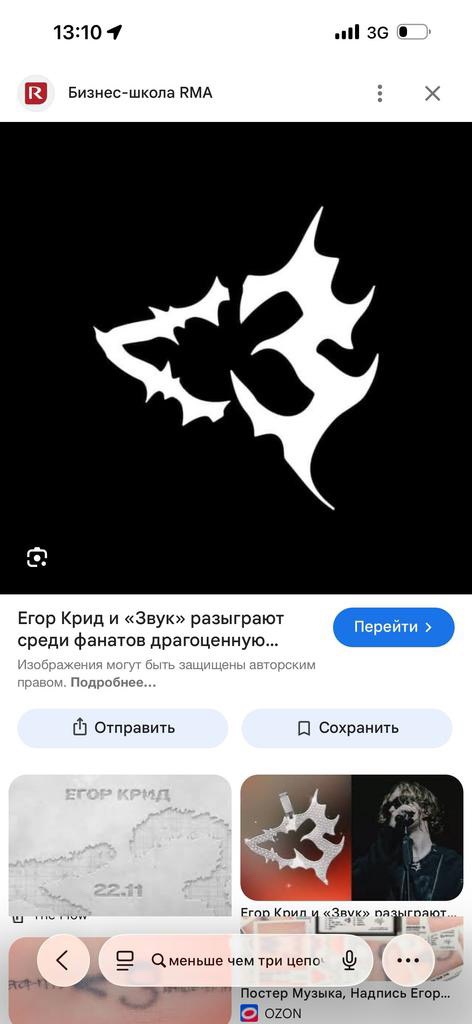 13:10
3G
R
Бизнес-школа RMA
<3
Егор Крид и «Звук» разыграют
среди фанатов драгоценную...
Перейти
Изображения могут быть защищены авторским
правом. Подробнее...
Отправить
Сохранить
ЕГОР КРИД
22.11
The Flow
Егор Крид и «Звук» разыграют...
меньше чем три цепо
Постер Музыка, Надпись Егор...
OZON